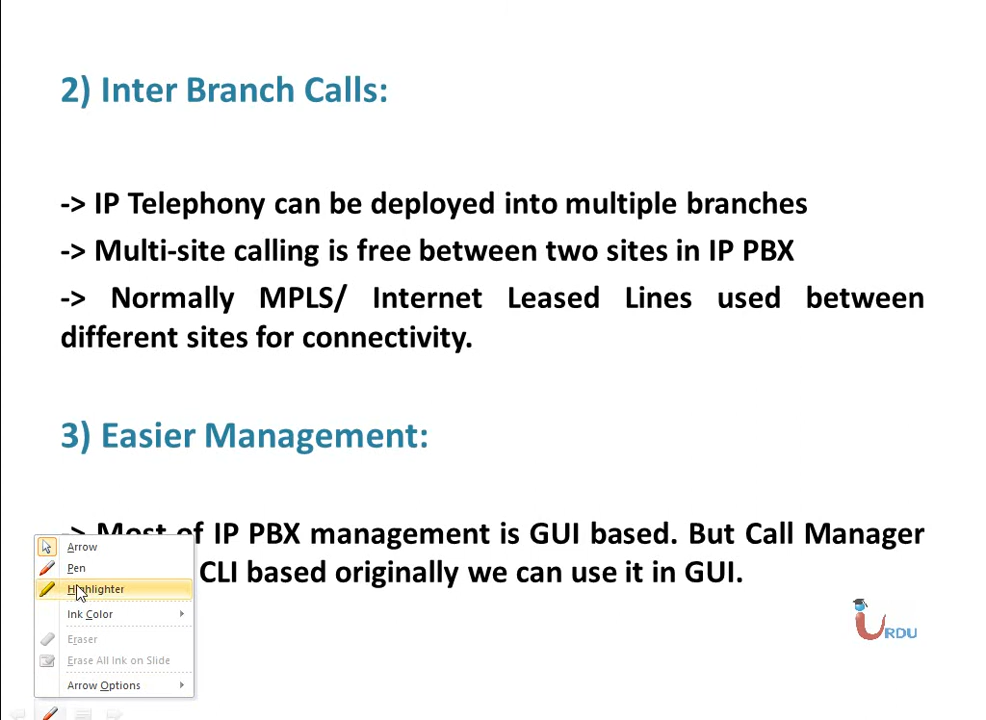 2) Inter Branch Calls:
-> IP Telephony can be deployed into multiple branches
-> Multi-site calling is free between two sites in IP PBX
-> Normally MPLS/ Internet Leased Lines used between
different sites for connectivity.
3) Easier Management:
-> Most of IP PBX management is GUI based. But Call Manager
CLI based originally we can use it in GUI.
Arrow
Pen
Highlighter
Ink Color
Eraser
Erase All Ink on Slide
Arrow Options
URDU